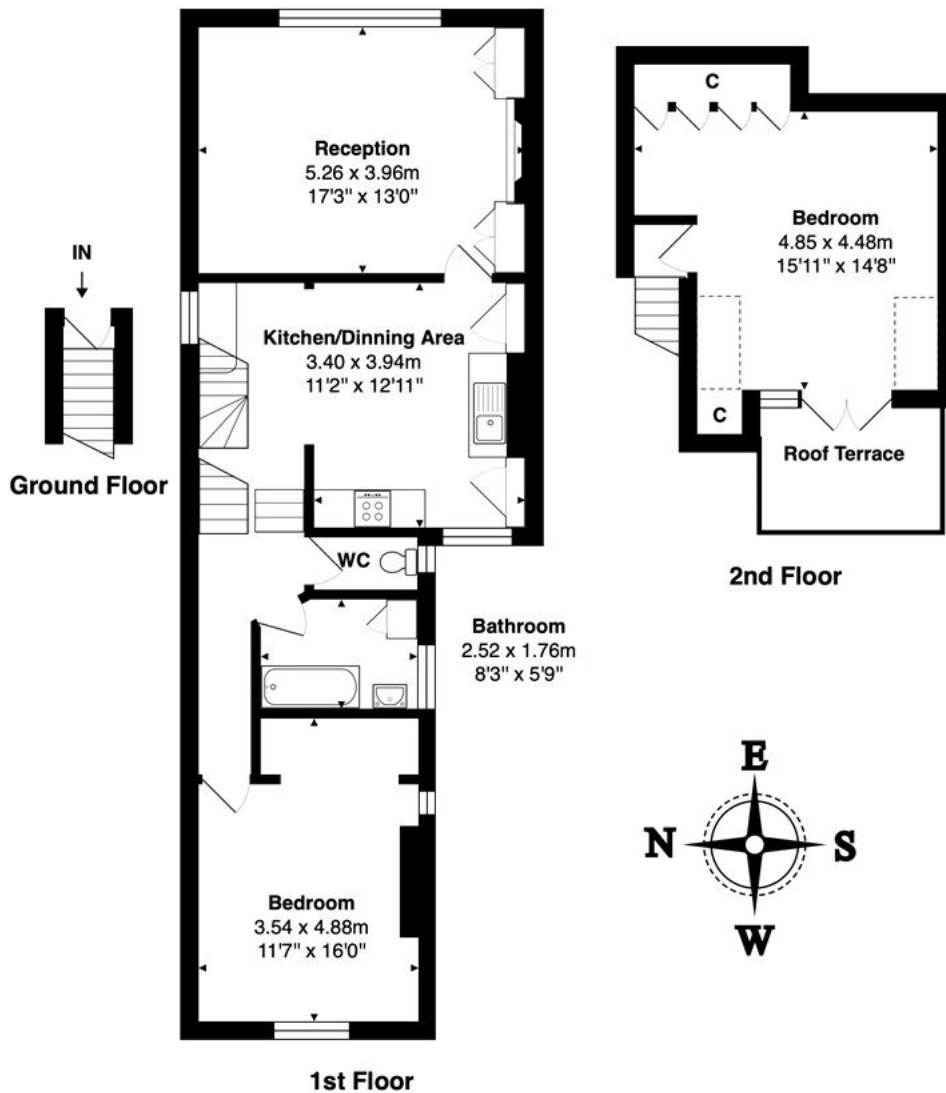 Reception
5.26 x 3.96m
17'3" x 13'0"
C
Bedroom
4.85 x 4.48m
15'11" x 14'8"
C
Roof Terrace
2nd Floor
IN
Ground Floor
Kitchen/Dinning Area
3.40 x 3.94m
11'2" x 12'11"
WC
Bathroom
2.52 x 1.76m
8'3" x 5'9"
Bedroom
3.54 x 4.88m
11'7" x 16'0"
1st Floor
E
N
S
W